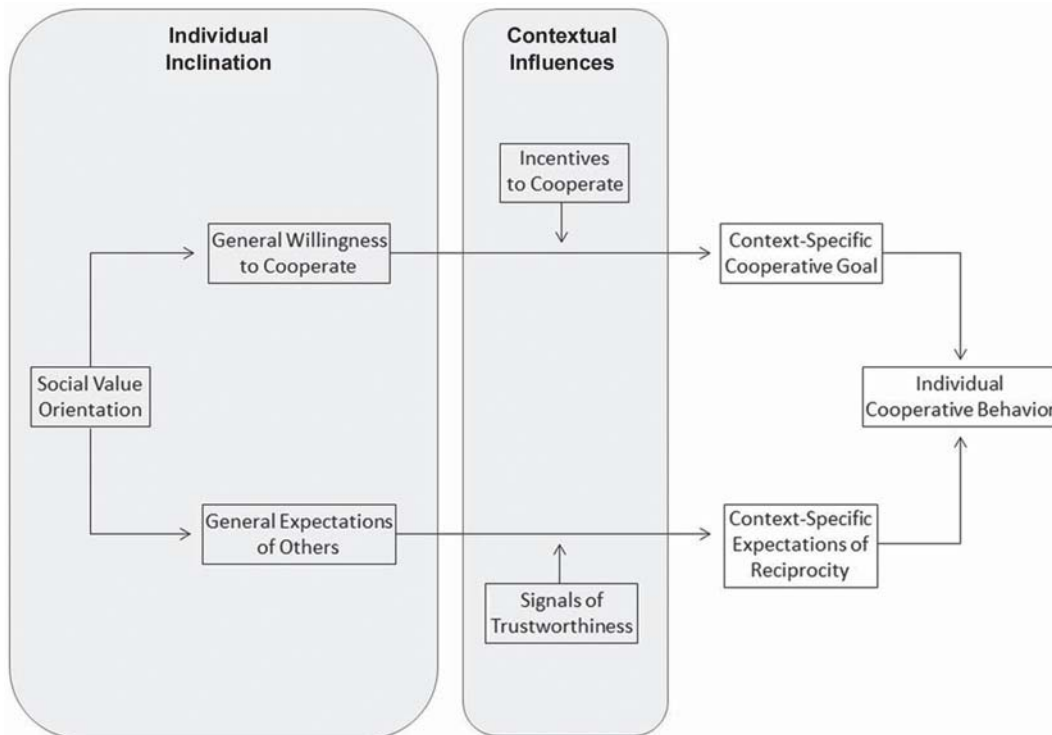 Individual
Inclination
Contextual
Influences
Incentives
to Cooperate
General Willingness
to Cooperate
Context-Specific
Cooperative Goal
Social Value
Orientation
Individual
Cooperative Behavior
General Expectations
of Others
Context-Specific
Expectations of
Reciprocity
Signals of
Trustworthiness